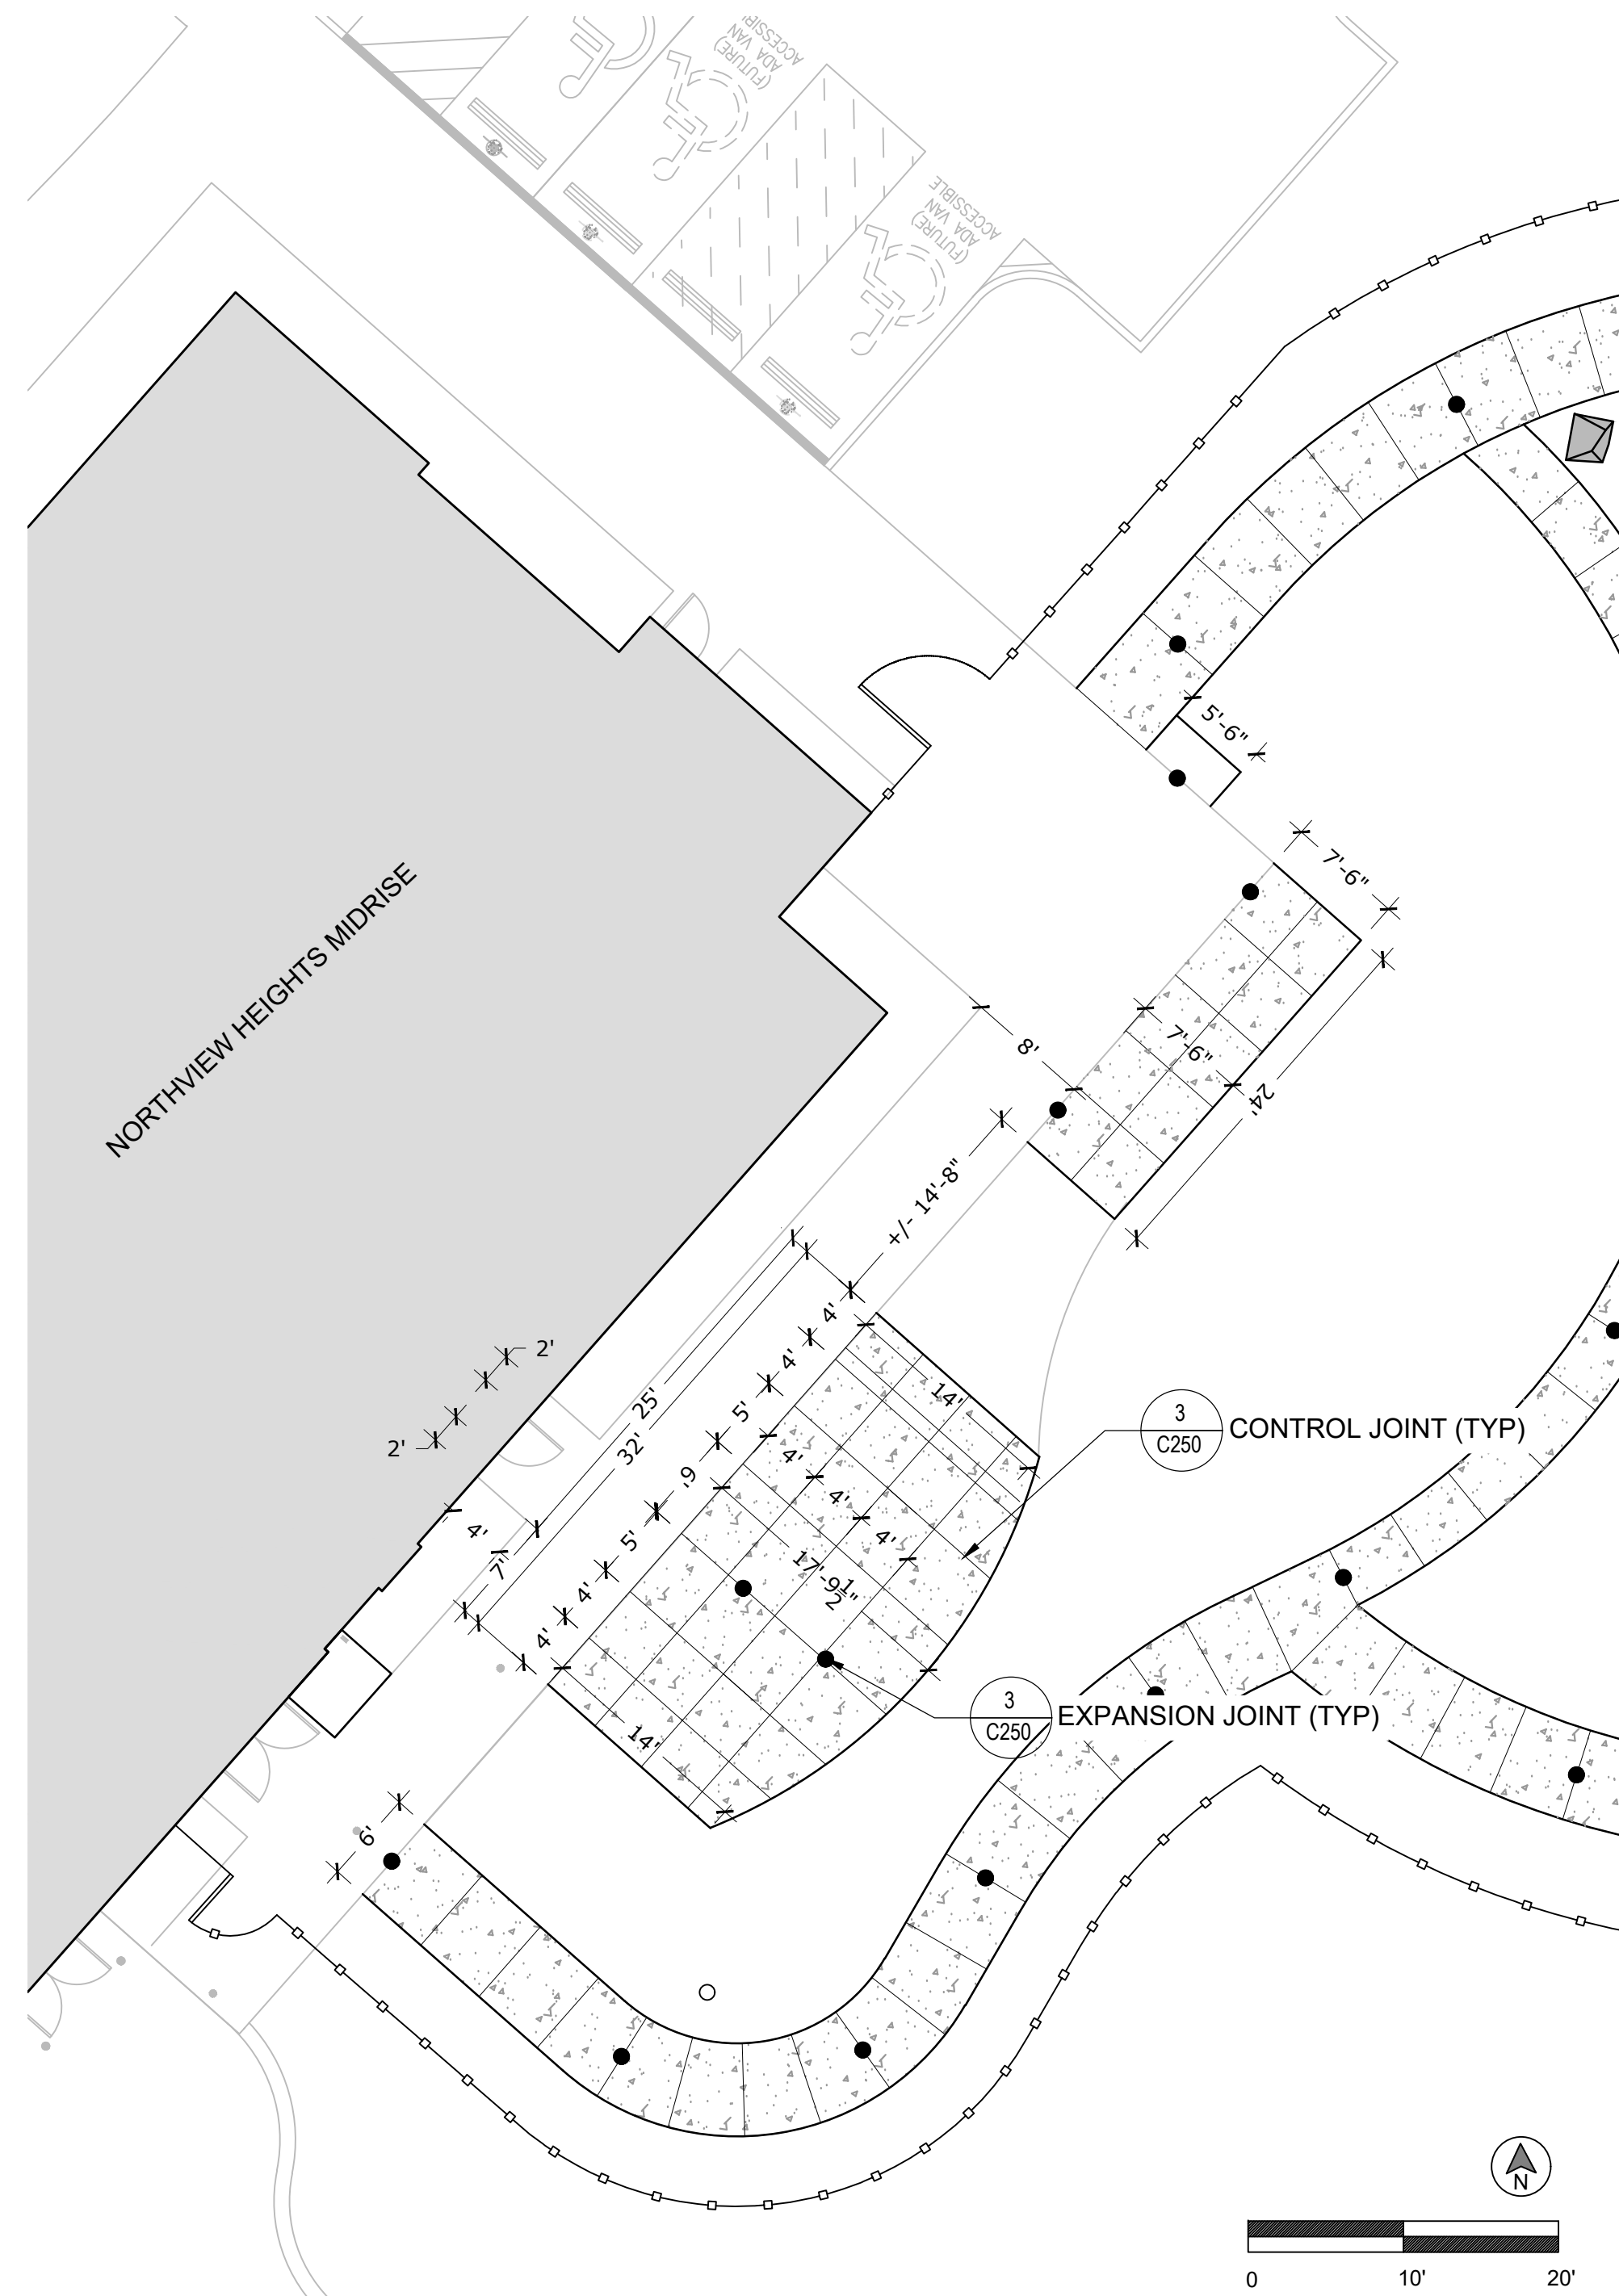 (FUTURE)
ADA VAN
ACCESSIBLE
(FUTURE)
ADA VAN
ACCESSIBLE
5'-6"
7'-6"
NORTHVIEW HEIGHTS MIDRISE
8'
7'-6"
24'
+/- 14'-8"
4'
4'
2'
25'
5'
14'
3
C250
CONTROL JOINT (TYP)
2'
32'
4'
6'
4'
4'
5'
4'
7"
17'-9 1/2"
4'
4'
14'
3
C250
EXPANSION JOINT (TYP)
6'
N
0 10' 20'